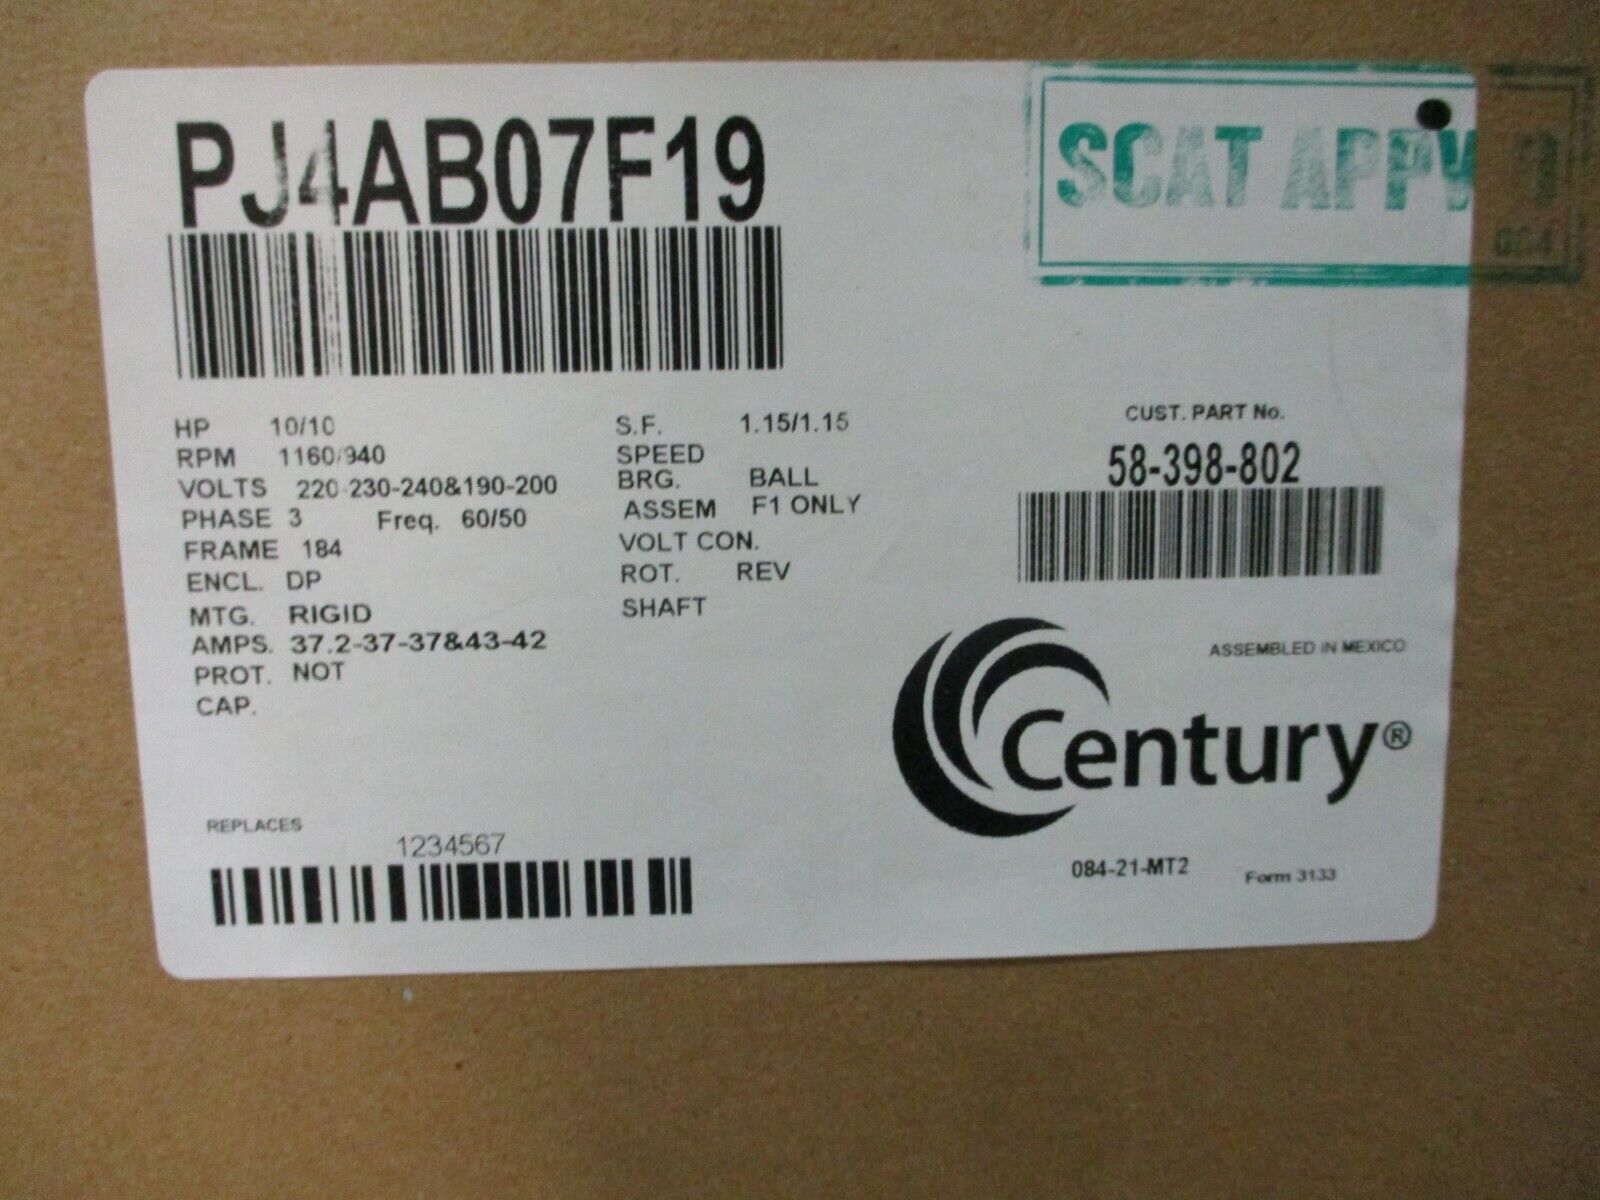 PJ4AB07F19
SCAT
HP 10/10
RPM 1160/940
VOLTS 220-230-240&190-200
PHASE 3 Freq. 60/50
FRAME 184
ENCL. DP
MTG. RIGID
AMPS. 37.2-37-37&43-42
PROT. NOT
CAP.
S.F. 1.15/1.15
SPEED
BRG. BALL
ASSEM F1 ONLY
VOLT CON.
ROT. REV
SHAFT
CUST. PART No.
58-398-802
ASSEMBLED IN MEXICO
Century®
REPLACES
1234567
084-21-MT2 Form 3133